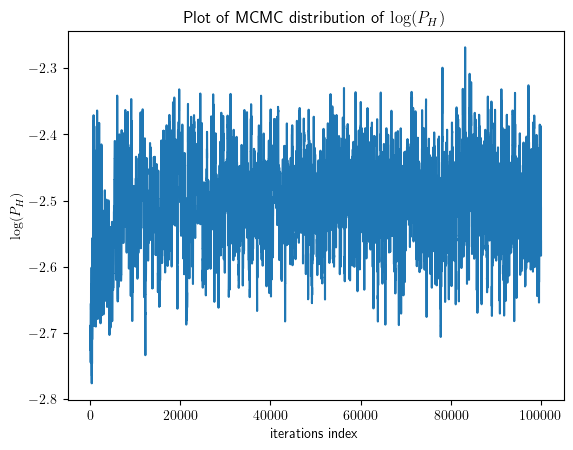 Plot of MCMC distribution of log(P_H)
log(P_H)
−2.3
−2.4
−2.5
−2.6
−2.7
−2.8
0 20000 40000 60000 80000 100000
iterations index